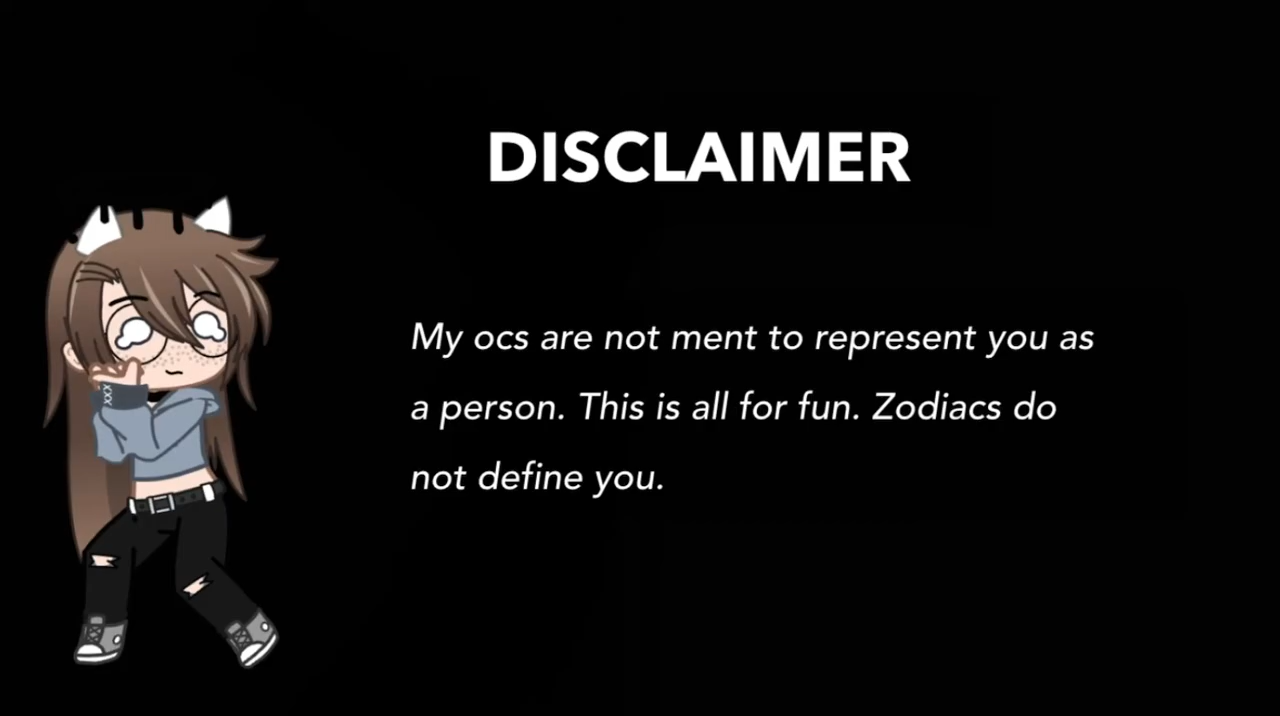 DISCLAIMER
My ocs are not ment to represent you as
a person. This is all for fun. Zodiacs do
not define you.